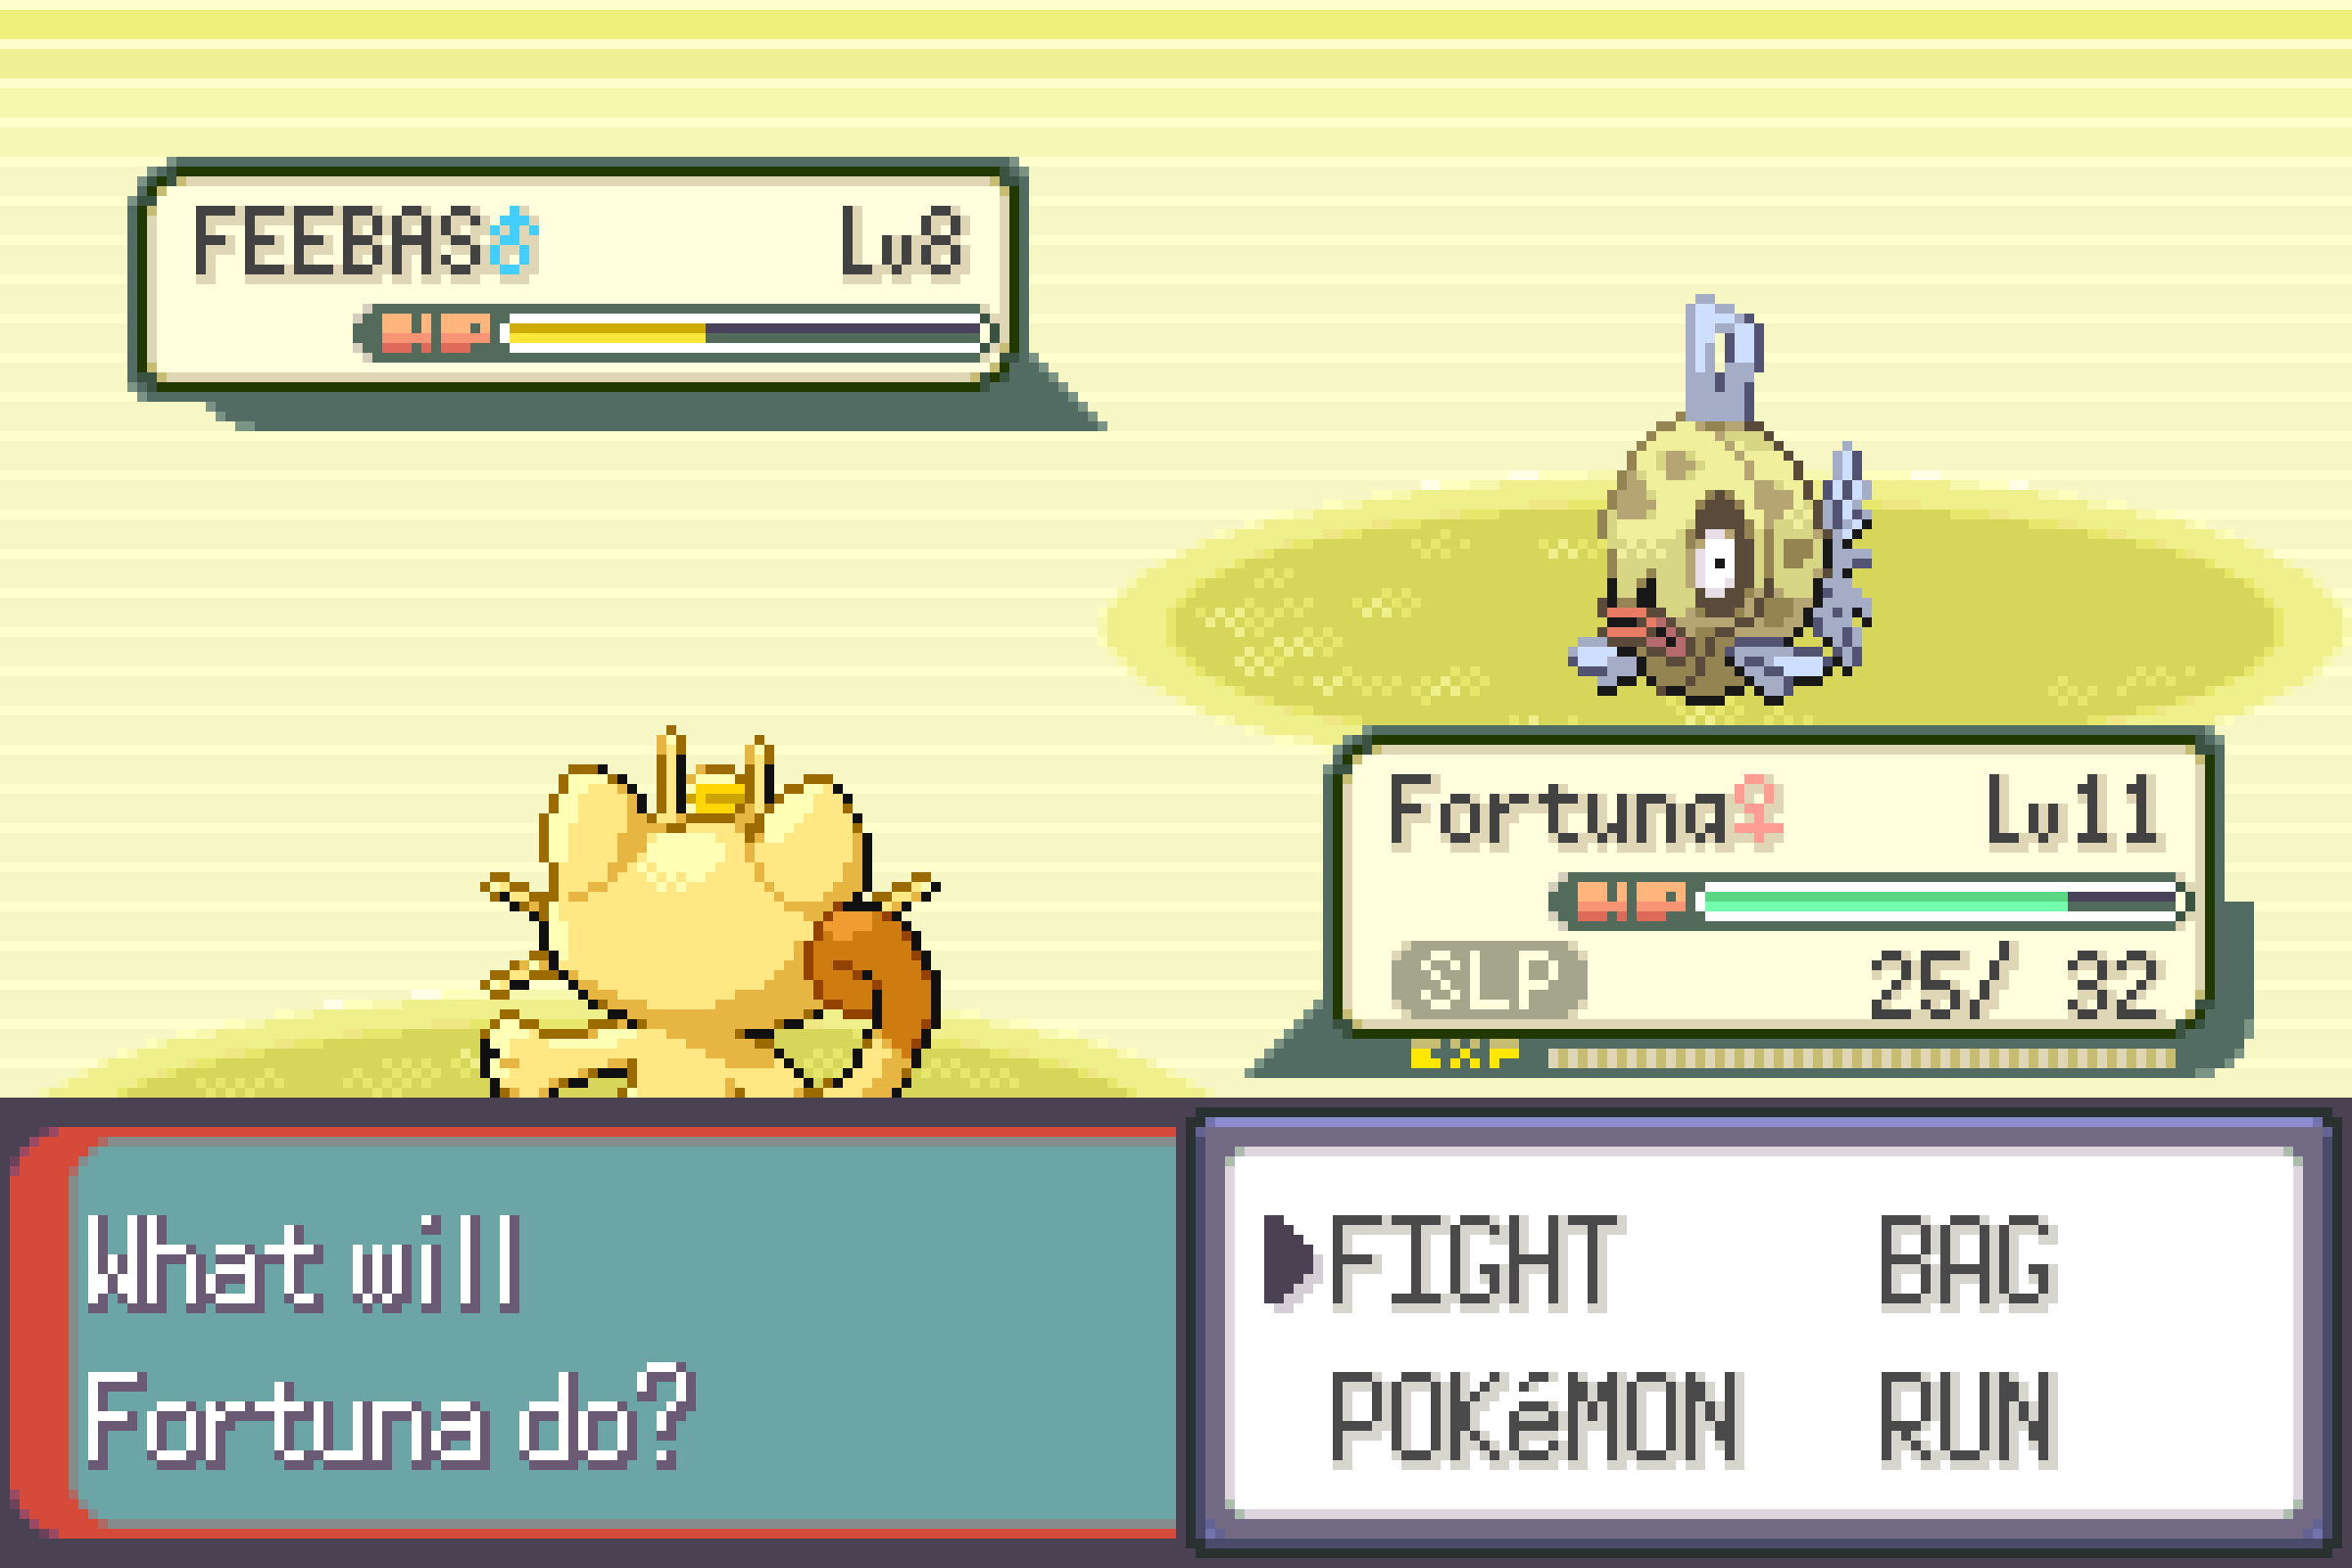 FEEBAS♂ Lv8
HP
Fortuna♀ Lv11
HP
SLP 25/ 32
EXP
What will
Fortuna do?
FIGHT BAG
POKéMON RUN